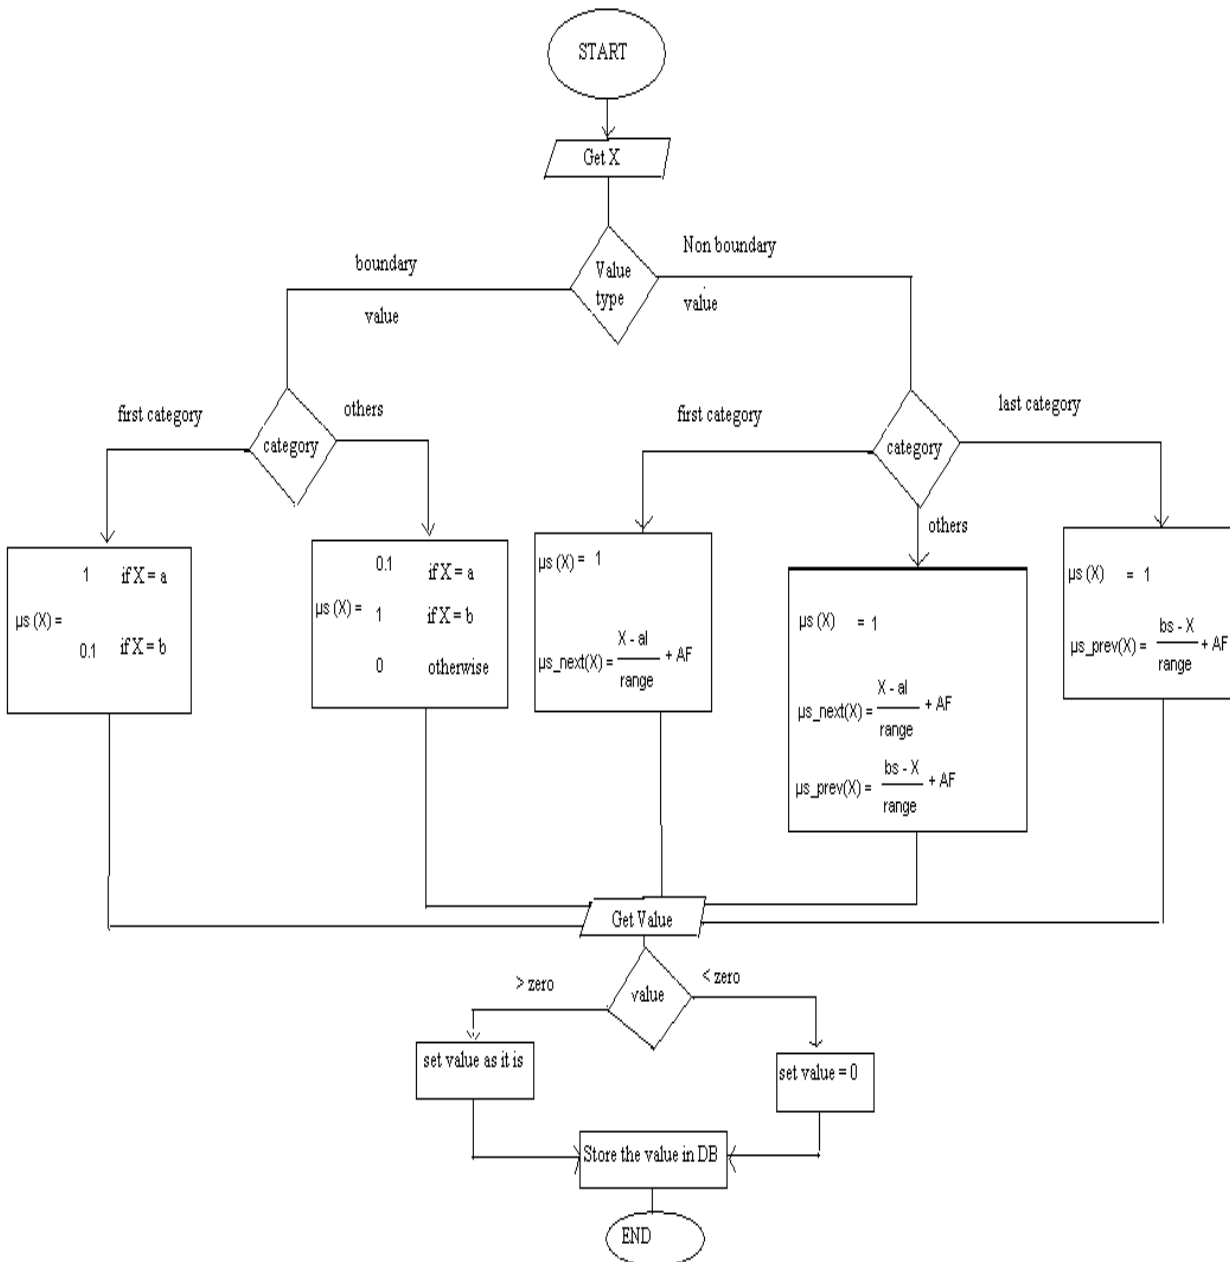 START
Get X
Value
type
boundary
value
Non boundary
value
category
first category
others
category
first category
last category
others
1 if X = a
µs (X) =
0.1 if X = b
0.1 if X = a
µs (X) = 1 if X = b
0 otherwise
µs (X) = 1
X - al
µs_next(X) = + AF
range
µs (X) = 1
X - al
µs_next(X) = + AF
range
bs - X
µs_prev(X) = + AF
range
µs (X) = 1
bs - X
µs_prev(X) = + AF
range
Get Value
value
> zero
< zero
set value as it is
set value = 0
Store the value in DB
END